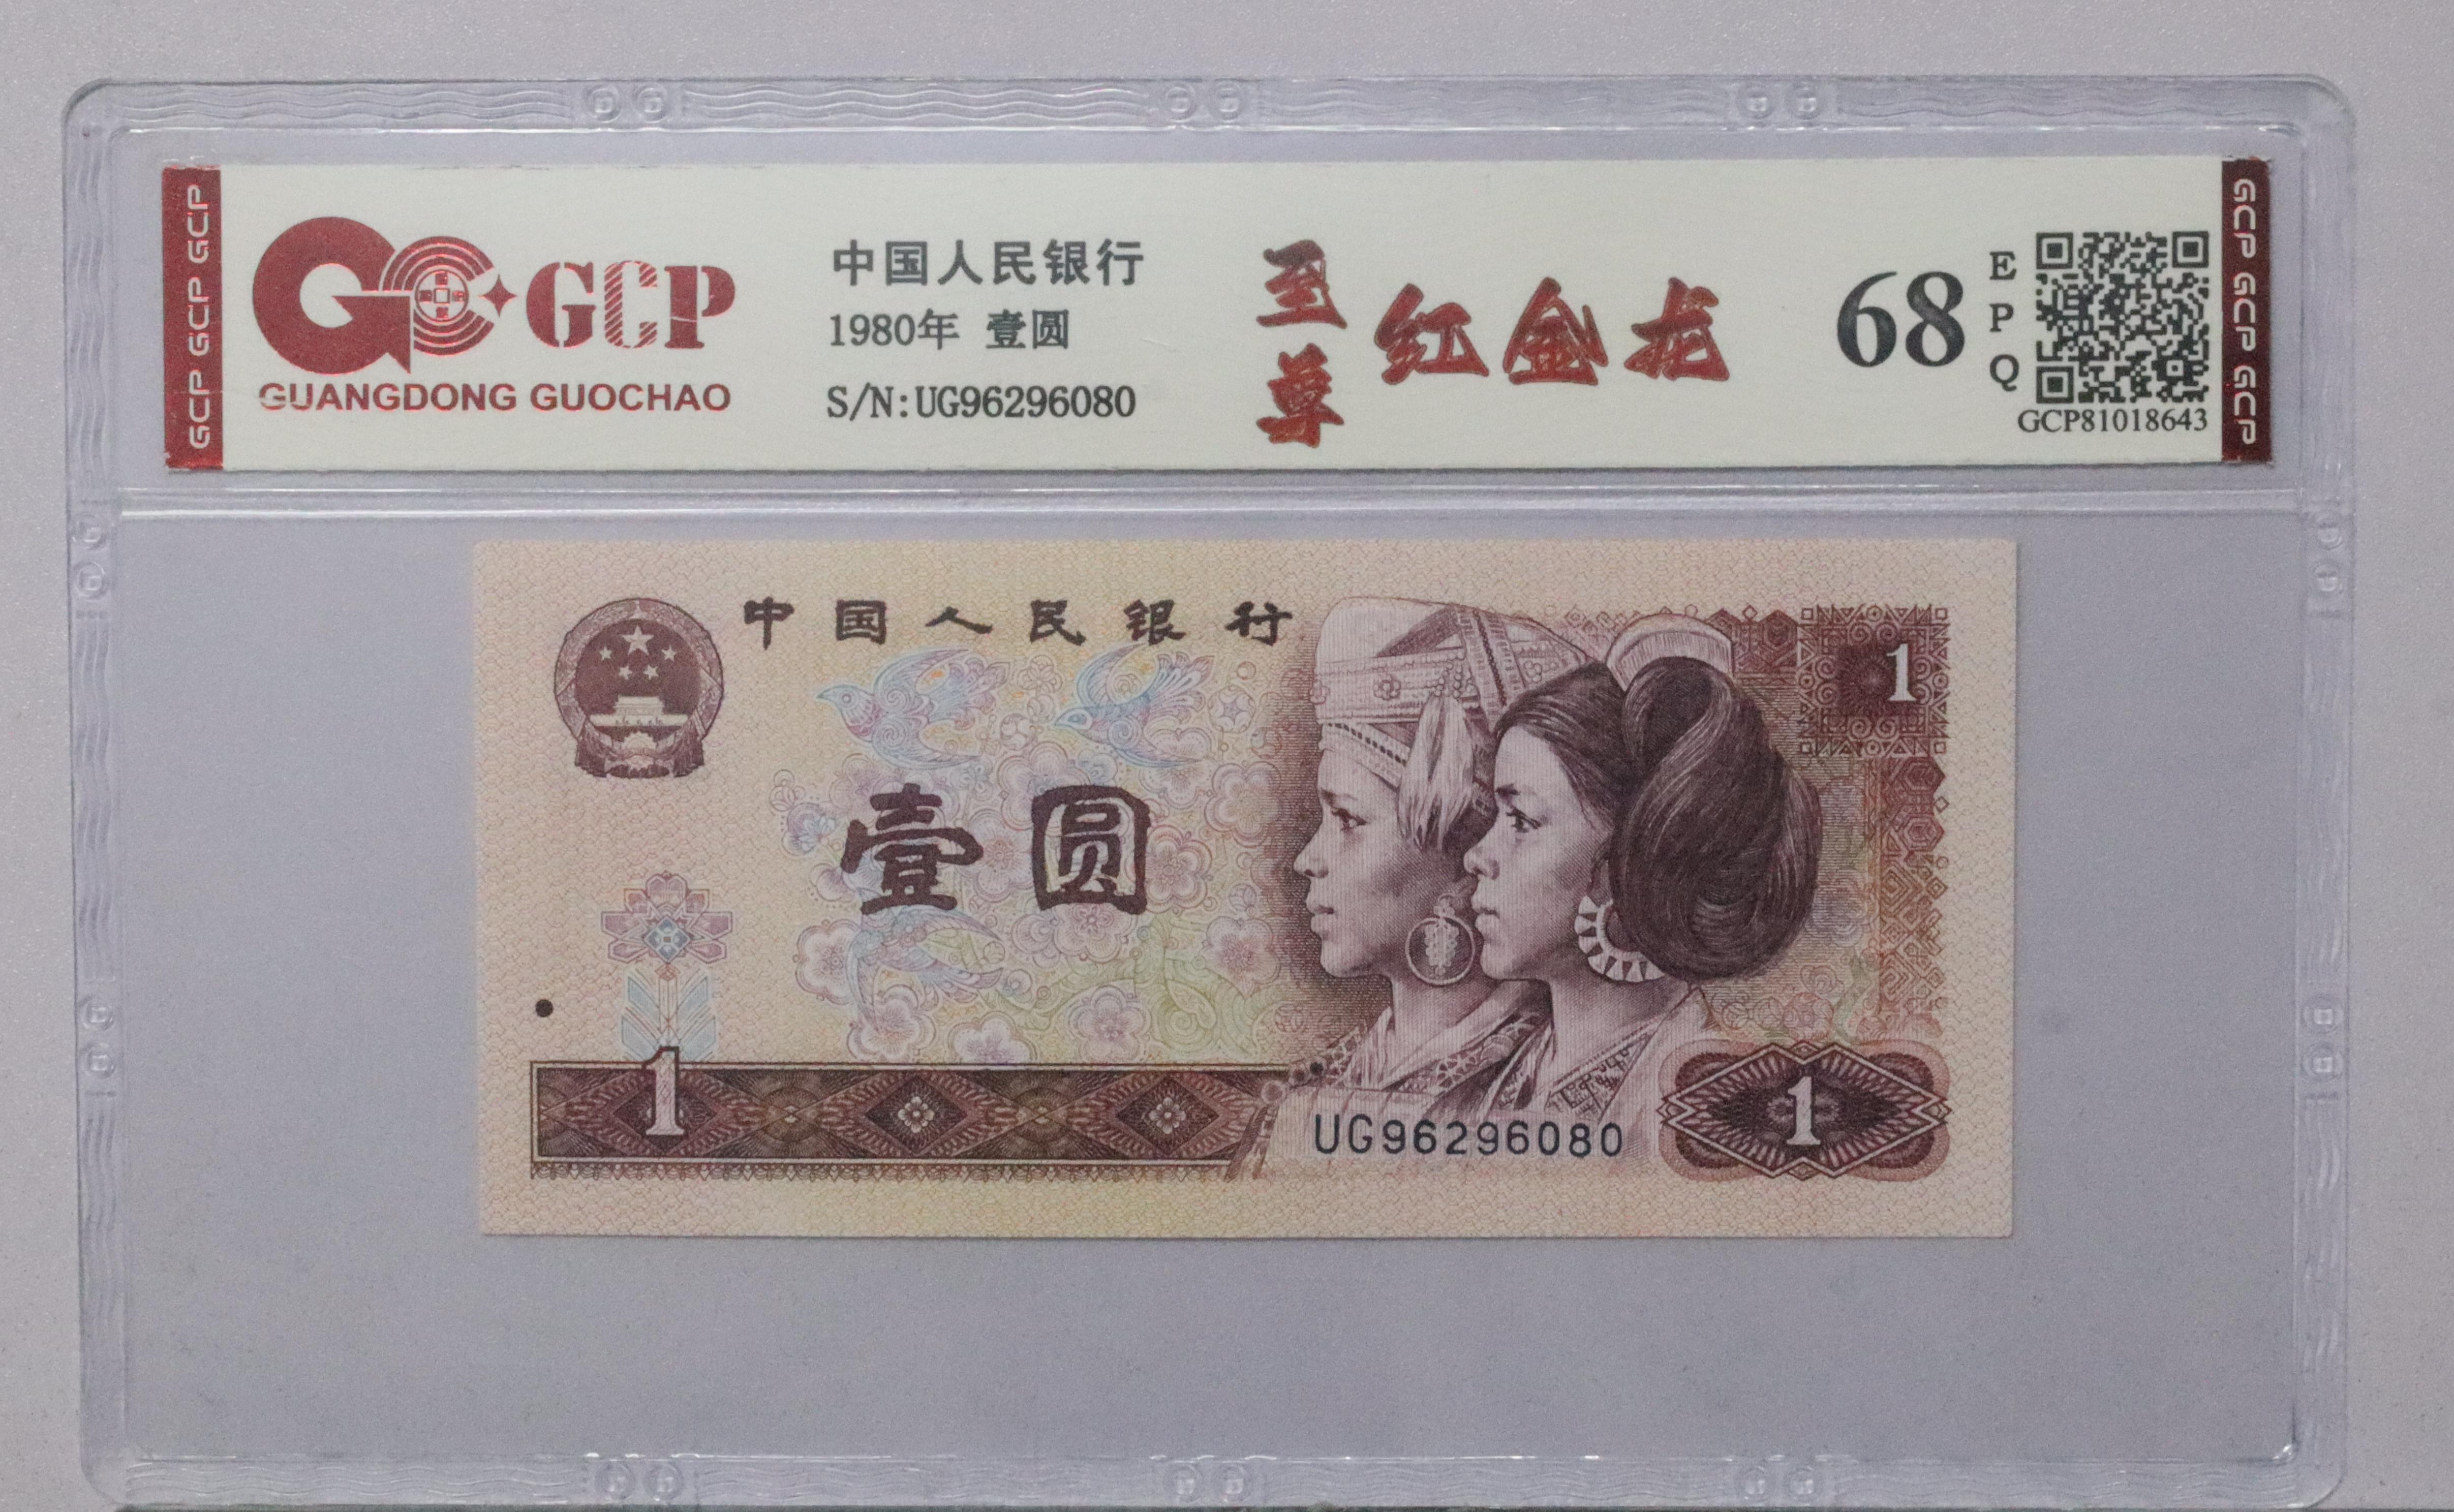 GCP GCP GCP
GCP
GUANGDONG GUOCHAO
中国人民银行
1980年 壹圆
S/N:UG96296080
至尊
红金龙
68
EPQ
GCP81018643
GCP GCP GCP
中国人民银行
1
壹圆
1
UG96296080
1